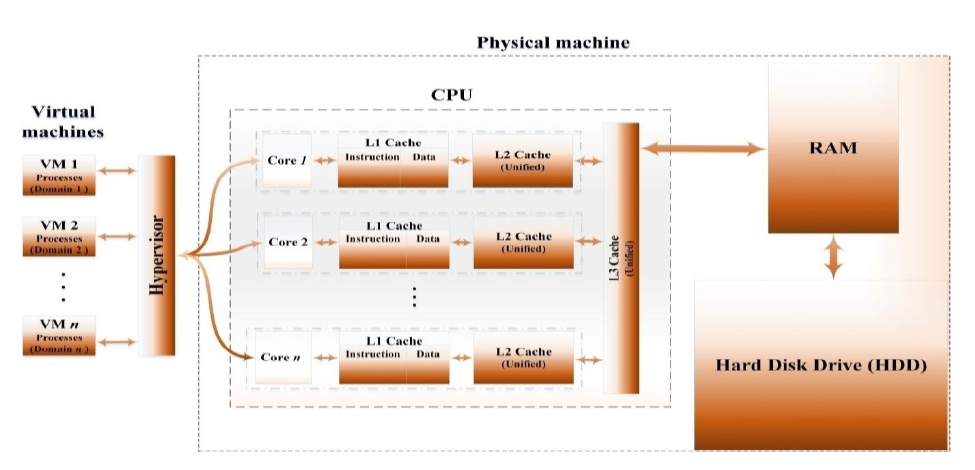 Physical machine
CPU
Virtual
machines
VM 1
Processes
(Domain 1 )
VM 2
Processes
(Domain 2 )
VM n
Processes
(Domain n )
Hypervisor
Core 1
L1 Cache
Instruction Data
L2 Cache
(Unified)
Core 2
L1 Cache
Instruction Data
L2 Cache
(Unified)
Core n
L1 Cache
Instruction Data
L2 Cache
(Unified)
L3 Cache
(Unified)
RAM
Hard Disk Drive (HDD)